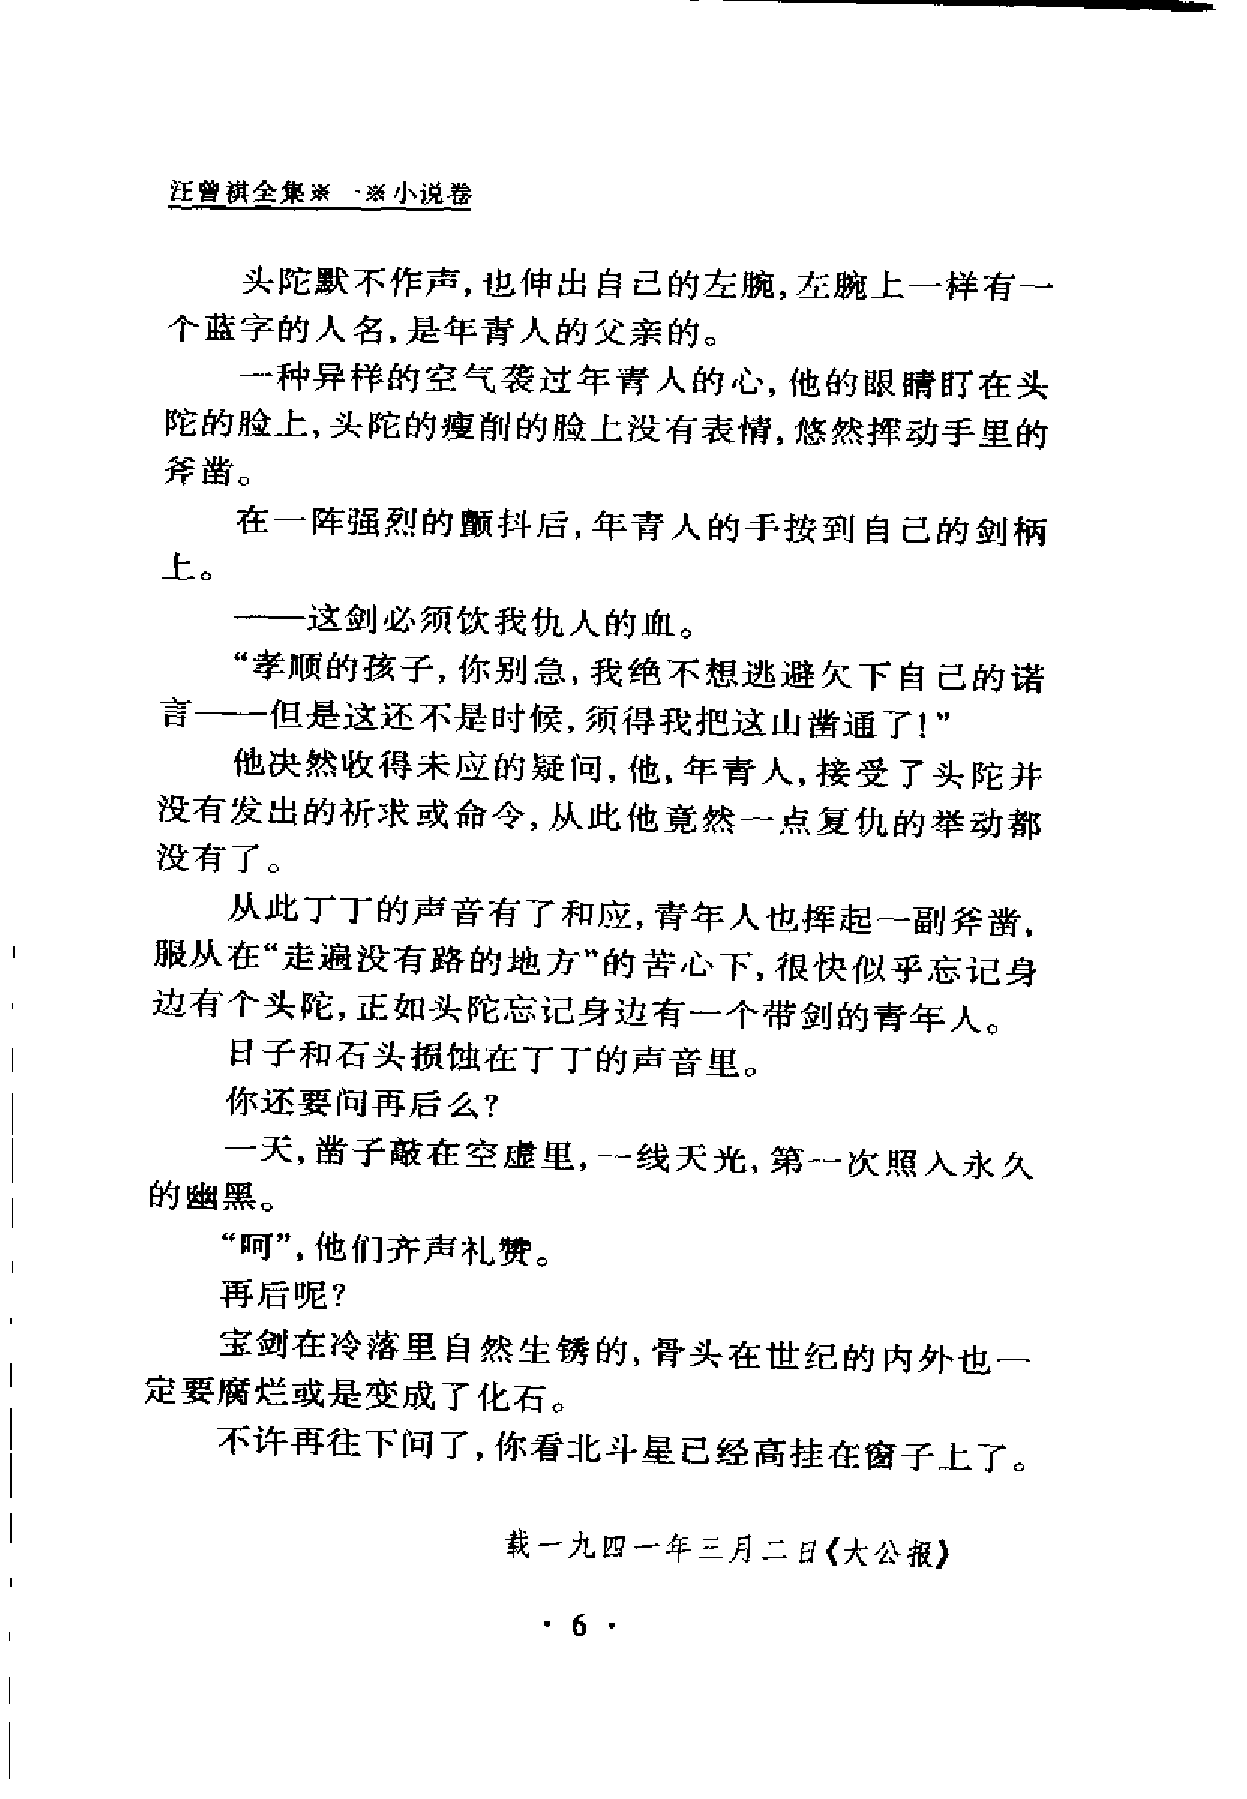 汪曾祺全集※一※小说卷
头陀默不作声,也伸出自己的左腕,左腕上一样有一
个蓝字的人名,是年青人的父亲的。
一种异样的空气袭过年青人的心,他的眼睛盯在头
陀的脸上,头陀的瘦削的脸上没有表情,悠然挥动手里的
斧凿。
在一阵强烈的颤抖后,年青人的手按到自己的剑柄
上。
——这剑必须饮我仇人的血。
“孝顺的孩子,你别急,我绝不想逃避欠下自己的诺
言——但是这还不是时候,须得我把这山凿通了!”
他决然收得未应的疑问,他,年青人,接受了头陀并
没有发出的祈求或命令,从此他竟然一点复仇的举动都
没有了。
从此丁丁的声音有了和应,青年人也挥起一副斧凿,
服从在“走遍没有路的地方”的苦心下,很快似乎忘记身
边有个头陀,正如头陀忘记身边有一个带剑的青年人。
日子和石头损蚀在丁丁的声音里。
你还要问再后么?
一天,凿子敲在空虚里,一线天光,第一次照入永久
的幽黑。
“呵”,他们齐声礼赞。
再后呢?
宝剑在冷落里自然生锈的,骨头在世纪的内外也一
定要腐烂或是变成了化石。
不许再往下问了,你看北斗星已经高挂在窗子上了。
载一九四一年三月二日《大公报》
·6·